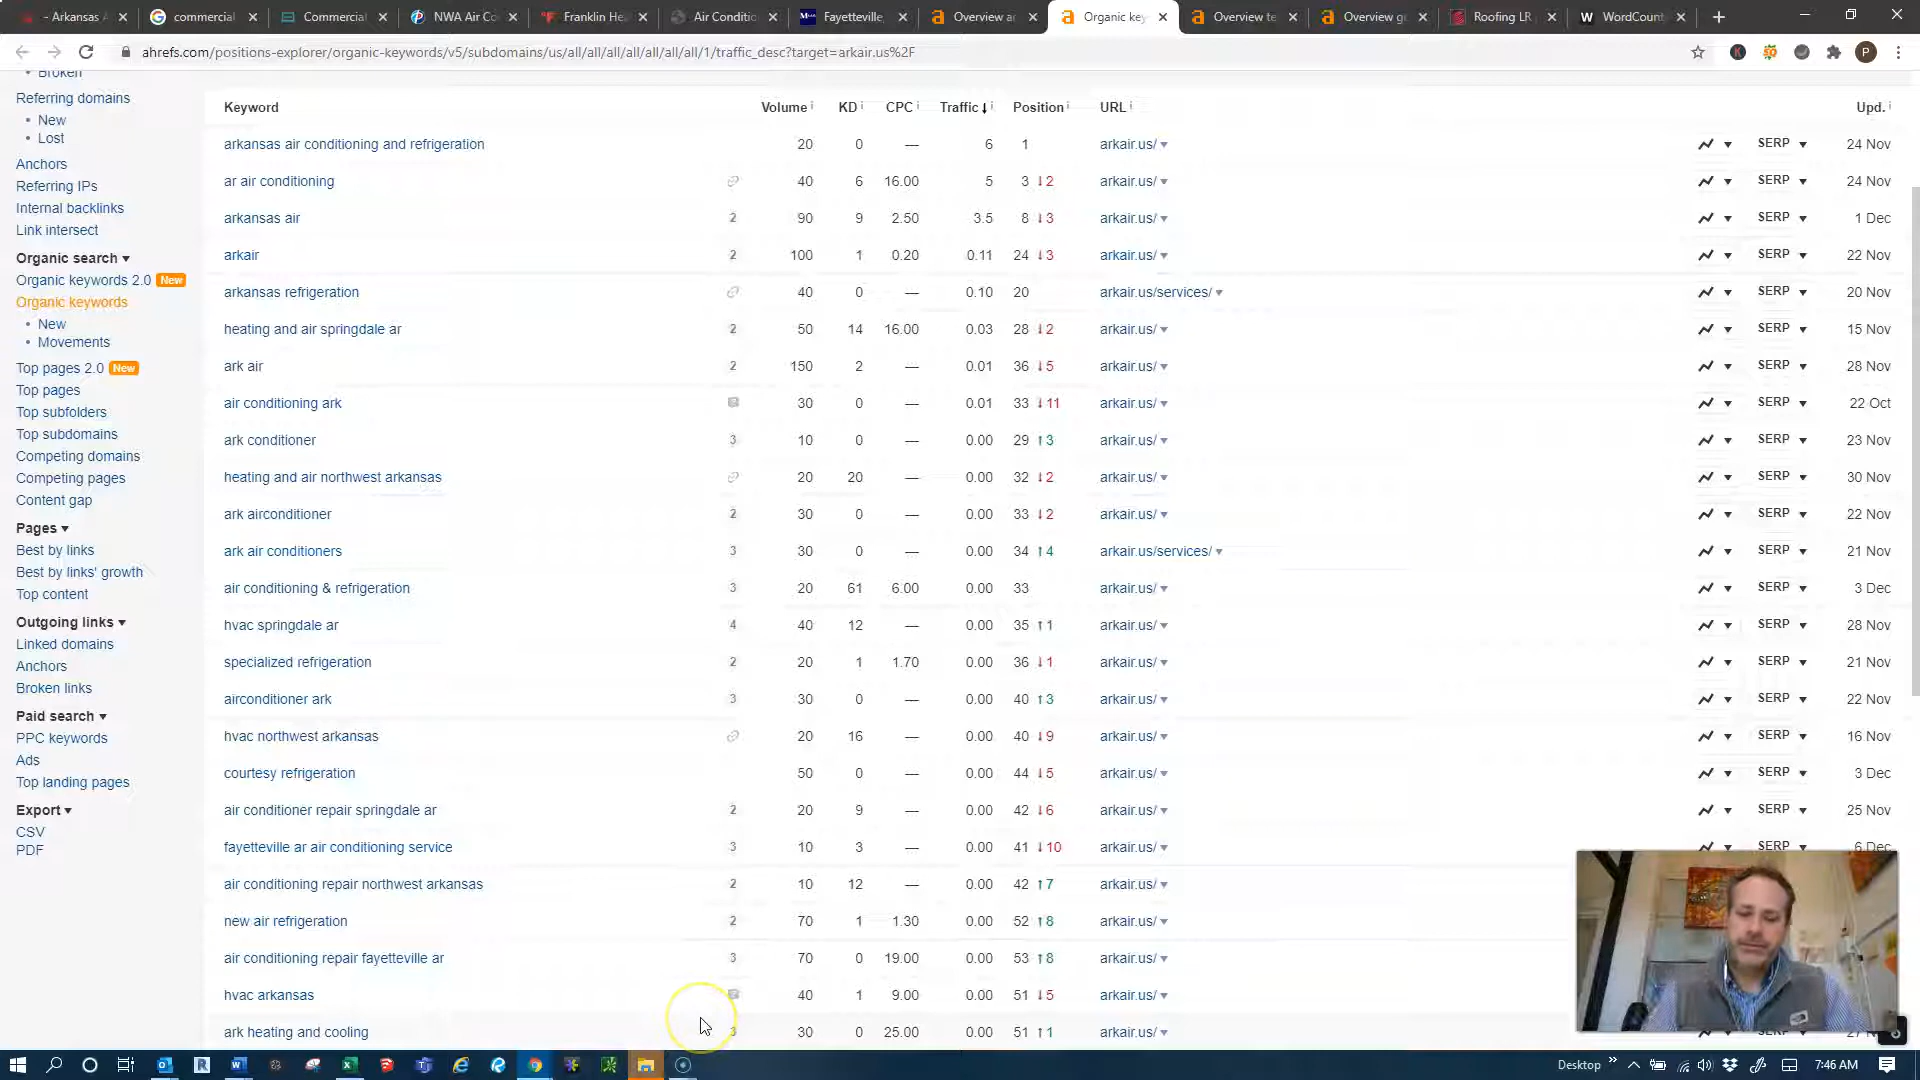 - Arkansas A
commercial
Commercial
NWA Air Co
Franklin He
Air Conditio
Fayetteville,
Overview a
Organic key
Overview te
Overview g
Roofing LR
WordCount
ahrefs.com/positions-explorer/organic-keywords/v5/subdomains/us/all/all/all/all/all/all/all/1/traffic_desc?target=arkair.us%2F
Broken
Referring domains
New
Lost
Anchors
Referring IPs
Internal backlinks
Link intersect
Organic search
Organic keywords 2.0 New
Organic keywords
New
Movements
Top pages 2.0 New
Top pages
Top subfolders
Top subdomains
Competing domains
Competing pages
Content gap
Pages
Best by links
Best by links' growth
Top content
Outgoing links
Linked domains
Anchors
Broken links
Paid search
PPC keywords
Ads
Top landing pages
Export
CSV
PDF
Keyword Volume KD CPC Traffic Position URL Upd.
arkansas air conditioning and refrigeration 20 0 — 6 1 arkair.us/ SERP 24 Nov
ar air conditioning 40 6 16.00 5 3 ↓2 arkair.us/ SERP 24 Nov
arkansas air 2 90 9 2.50 3.5 8 ↓3 arkair.us/ SERP 1 Dec
arkair 2 100 1 0.20 0.11 24 ↓3 arkair.us/ SERP 22 Nov
arkansas refrigeration 40 0 — 0.10 20 arkair.us/services/ SERP 20 Nov
heating and air springdale ar 2 50 14 16.00 0.03 28 ↓2 arkair.us/ SERP 15 Nov
ark air 2 150 2 — 0.01 36 ↓5 arkair.us/ SERP 28 Nov
air conditioning ark 30 0 — 0.01 33 ↓11 arkair.us/ SERP 22 Oct
ark conditioner 3 10 0 — 0.00 29 ↑3 arkair.us/ SERP 23 Nov
heating and air northwest arkansas 20 20 — 0.00 32 ↓2 arkair.us/ SERP 30 Nov
ark airconditioner 2 30 0 — 0.00 33 ↓2 arkair.us/ SERP 22 Nov
ark air conditioners 3 30 0 — 0.00 34 ↑4 arkair.us/services/ SERP 21 Nov
air conditioning & refrigeration 3 20 61 6.00 0.00 33 arkair.us/ SERP 3 Dec
hvac springdale ar 4 40 12 — 0.00 35 ↑1 arkair.us/ SERP 28 Nov
specialized refrigeration 2 20 1 1.70 0.00 36 ↓1 arkair.us/ SERP 21 Nov
airconditioner ark 3 30 0 — 0.00 40 ↑3 arkair.us/ SERP 22 Nov
hvac northwest arkansas 20 16 — 0.00 40 ↓9 arkair.us/ SERP 16 Nov
courtesy refrigeration 50 0 — 0.00 44 ↓5 arkair.us/ SERP 3 Dec
air conditioner repair springdale ar 2 20 9 — 0.00 42 ↓6 arkair.us/ SERP 25 Nov
fayetteville ar air conditioning service 3 10 3 — 0.00 41 ↓10 arkair.us/ SERP 6 Dec
air conditioning repair northwest arkansas 2 10 12 — 0.00 42 ↑7 arkair.us/
new air refrigeration 2 70 1 1.30 0.00 52 ↑8 arkair.us/
air conditioning repair fayetteville ar 3 70 0 19.00 0.00 53 ↑8 arkair.us/
hvac arkansas 40 1 9.00 0.00 51 ↓5 arkair.us/
ark heating and cooling 3 30 0 25.00 0.00 51 ↑1 arkair.us/
Desktop
7:46 AM